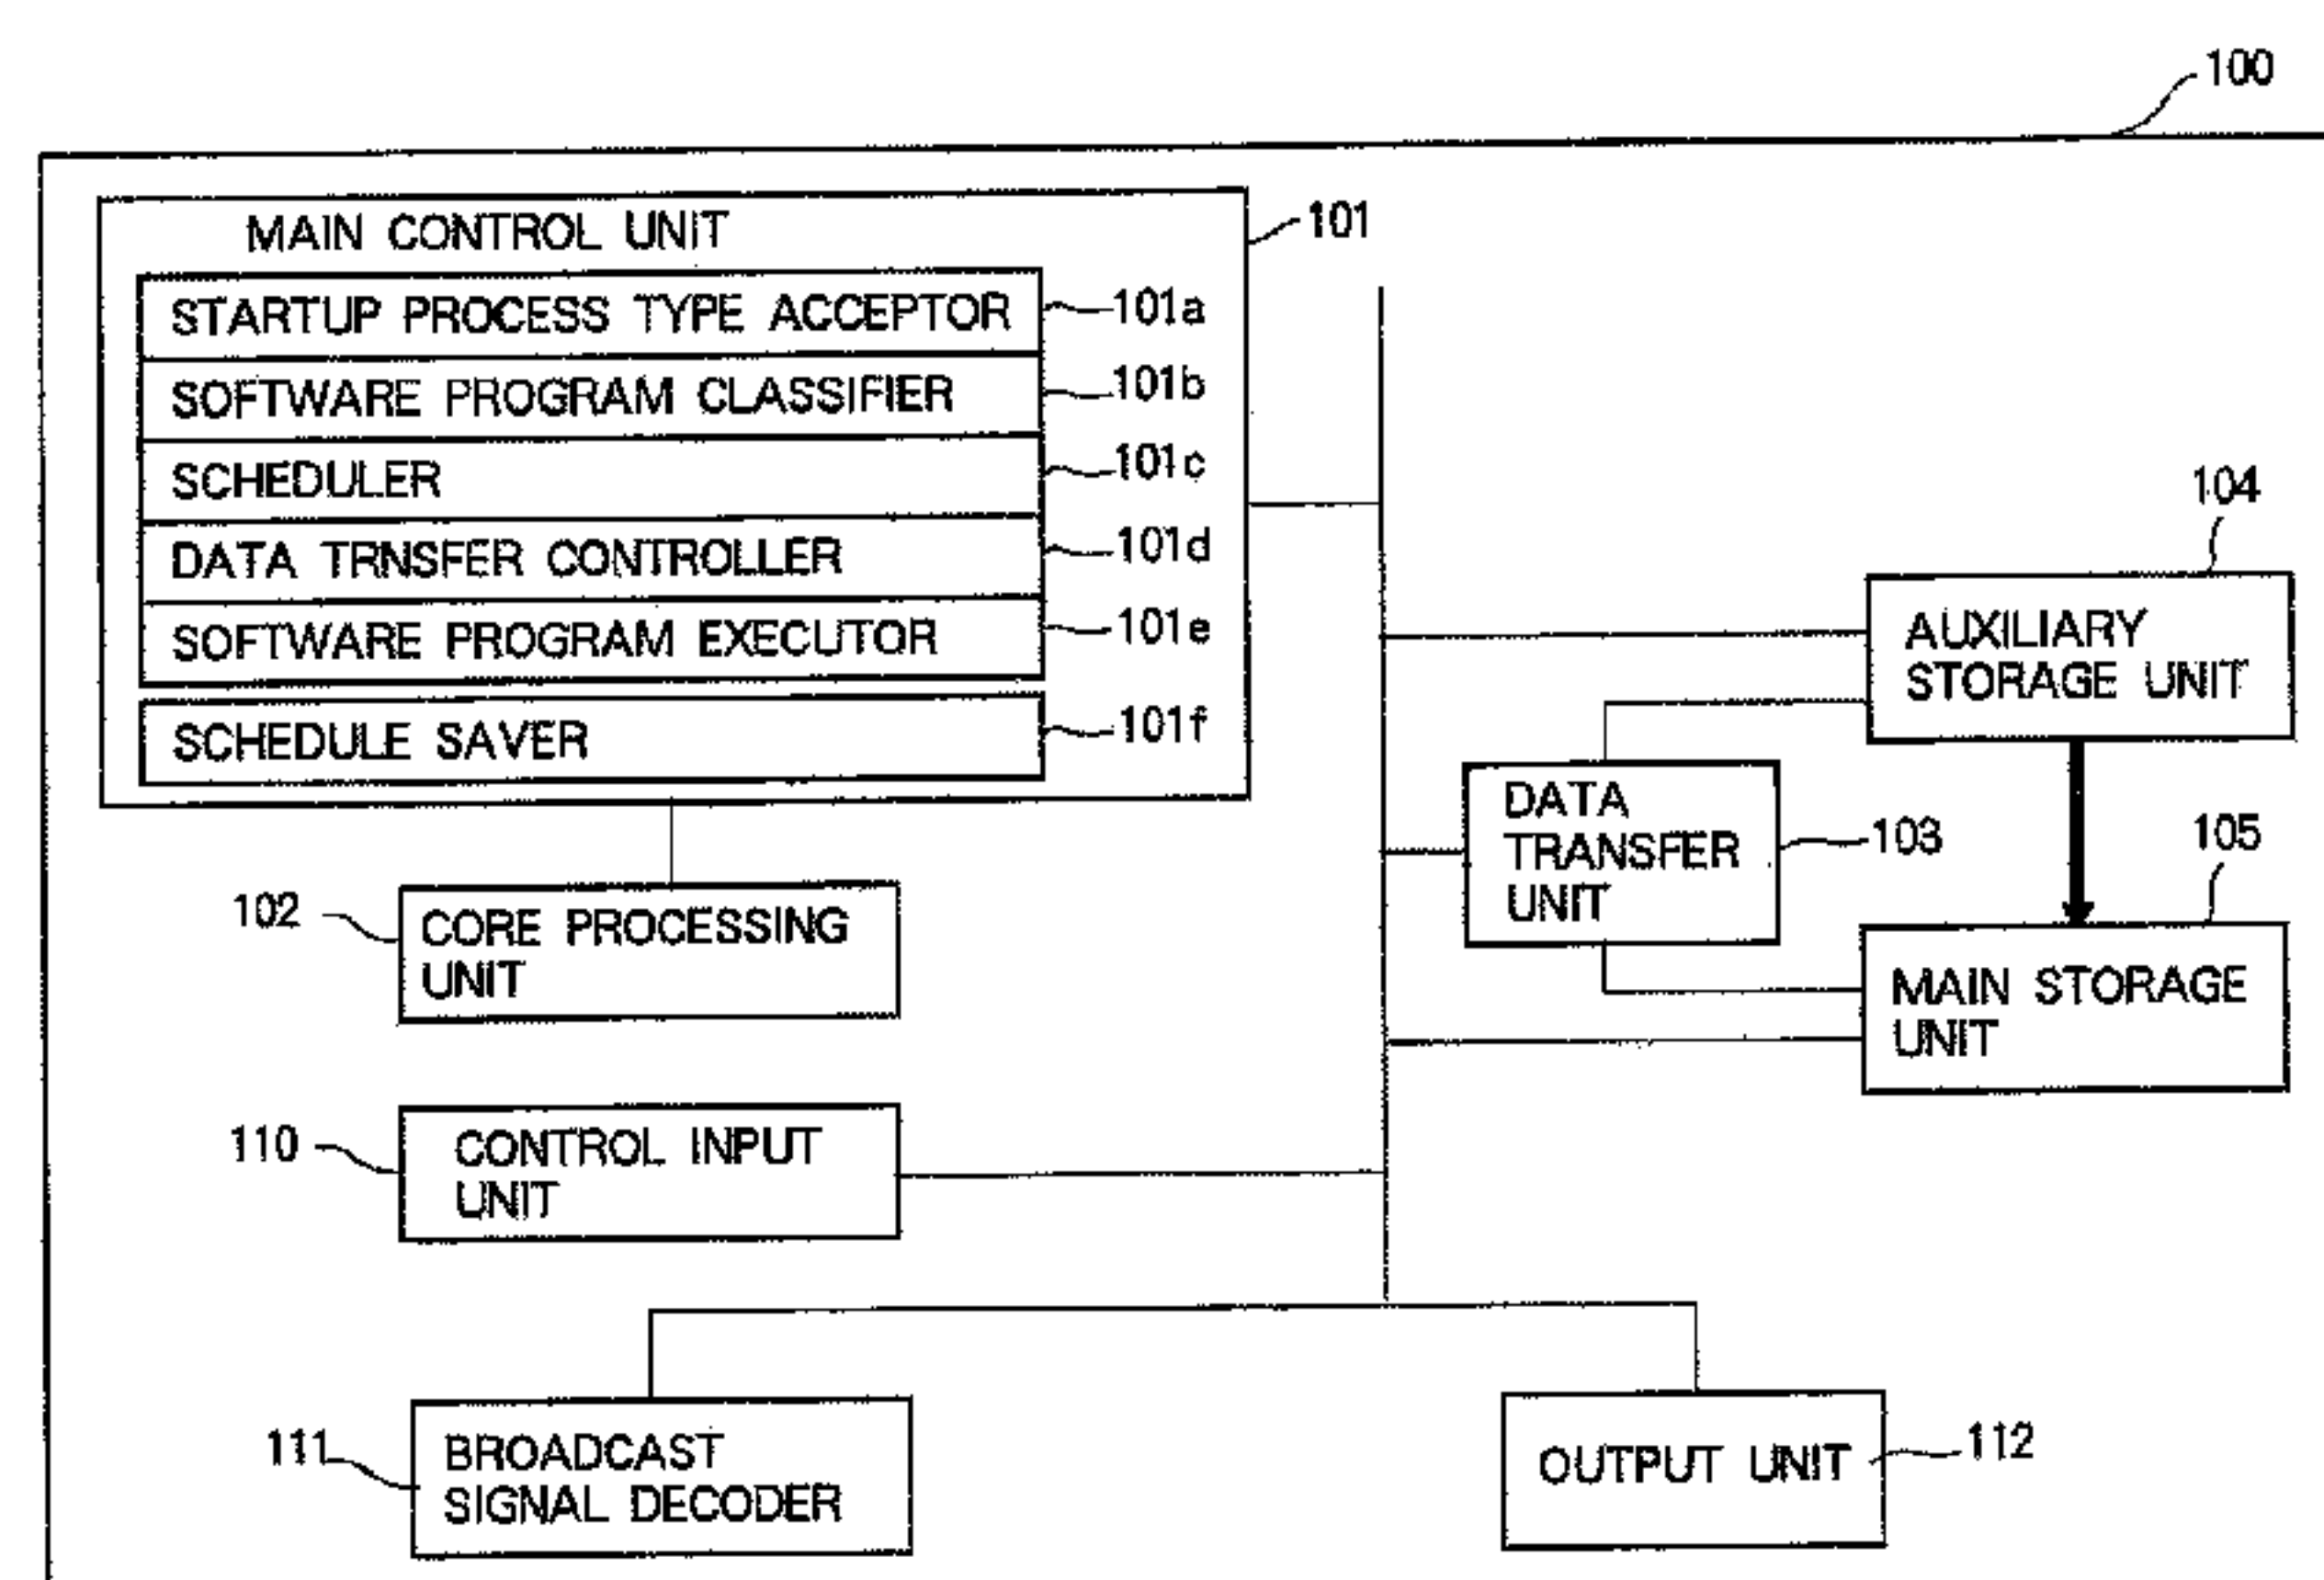 100
MAIN CONTROL UNIT
101
STARTUP PROCESS TYPE ACCEPTOR
101a
SOFTWARE PROGRAM CLASSIFIER
101b
SCHEDULER
101c
DATA TRNSFER CONTROLLER
101d
SOFTWARE PROGRAM EXECUTOR
101e
SCHEDULE SAVER
101f
104
AUXILIARY
STORAGE UNIT
DATA
TRANSFER
UNIT
103
105
MAIN STORAGE
UNIT
102
CORE PROCESSING
UNIT
110
CONTROL INPUT
UNIT
111
BROADCAST
SIGNAL DECODER
OUTPUT UNIT
112